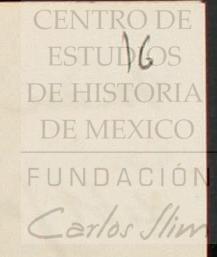 CENTRO DE
ESTUDIOS
16
DE HISTORIA
DE MEXICO
FUNDACIÓN
Carlos Slim